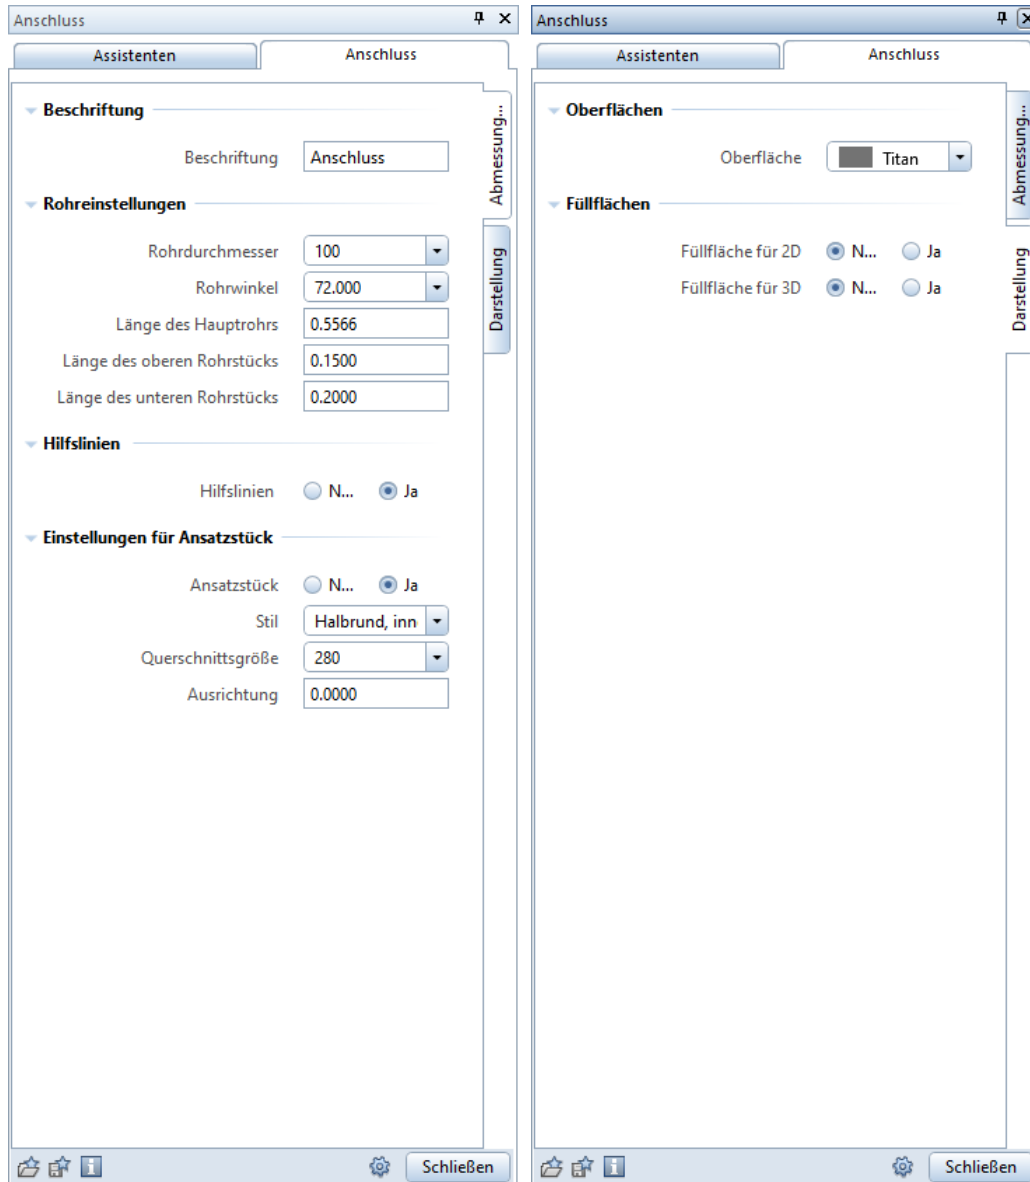 Anschluss
Assistenten Anschluss
Beschriftung
Beschriftung Anschluss
Rohreinstellungen
Rohrdurchmesser 100
Rohrwinkel 72.000
Länge des Hauptrohrs 0.5566
Länge des oberen Rohrstücks 0.1500
Länge des unteren Rohrstücks 0.2000
Hilfslinien
Hilfslinien N... Ja
Einstellungen für Ansatzstück
Ansatzstück N... Ja
Stil Halbrund, inn
Querschnittsgröße 280
Ausrichtung 0.0000
Abmessung...
Darstellung
Schließen
Anschluss
Assistenten Anschluss
Oberflächen
Oberfläche Titan
Füllflächen
Füllfläche für 2D N... Ja
Füllfläche für 3D N... Ja
Abmessung...
Darstellung
Schließen